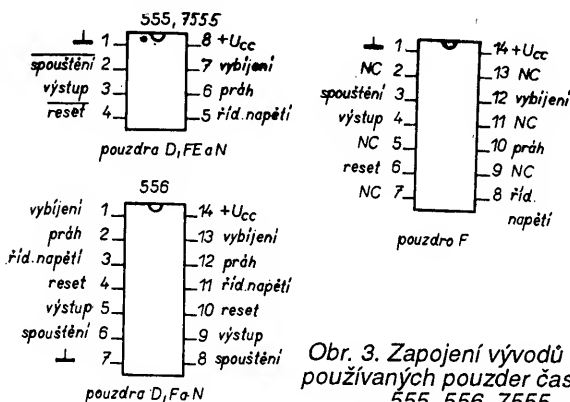 555, 7555
⊥ 1 8 +Ucc
spouštění 2 7 vybíjení
výstup 3 6 práh
reset 4 5 říd. napětí
pouzdra D, FE a N
556
vybíjení 1 14 +Ucc
práh 2 13 vybíjení
říd. napětí 3 12 práh
reset 4 11 říd. napětí
výstup 5 10 reset
spouštění 6 9 výstup
⊥ 7 8 spouštění
pouzdra D, F a N
⊥ 1 14 +Ucc
NC 2 13 NC
spouštění 3 12 vybíjení
výstup 4 11 NC
NC 5 10 práh
reset 6 9 NC
NC 7 8 říd.
napětí
pouzdro F
Obr. 3. Zapojení vývodů
používaných pouzder čas
555, 556, 7555